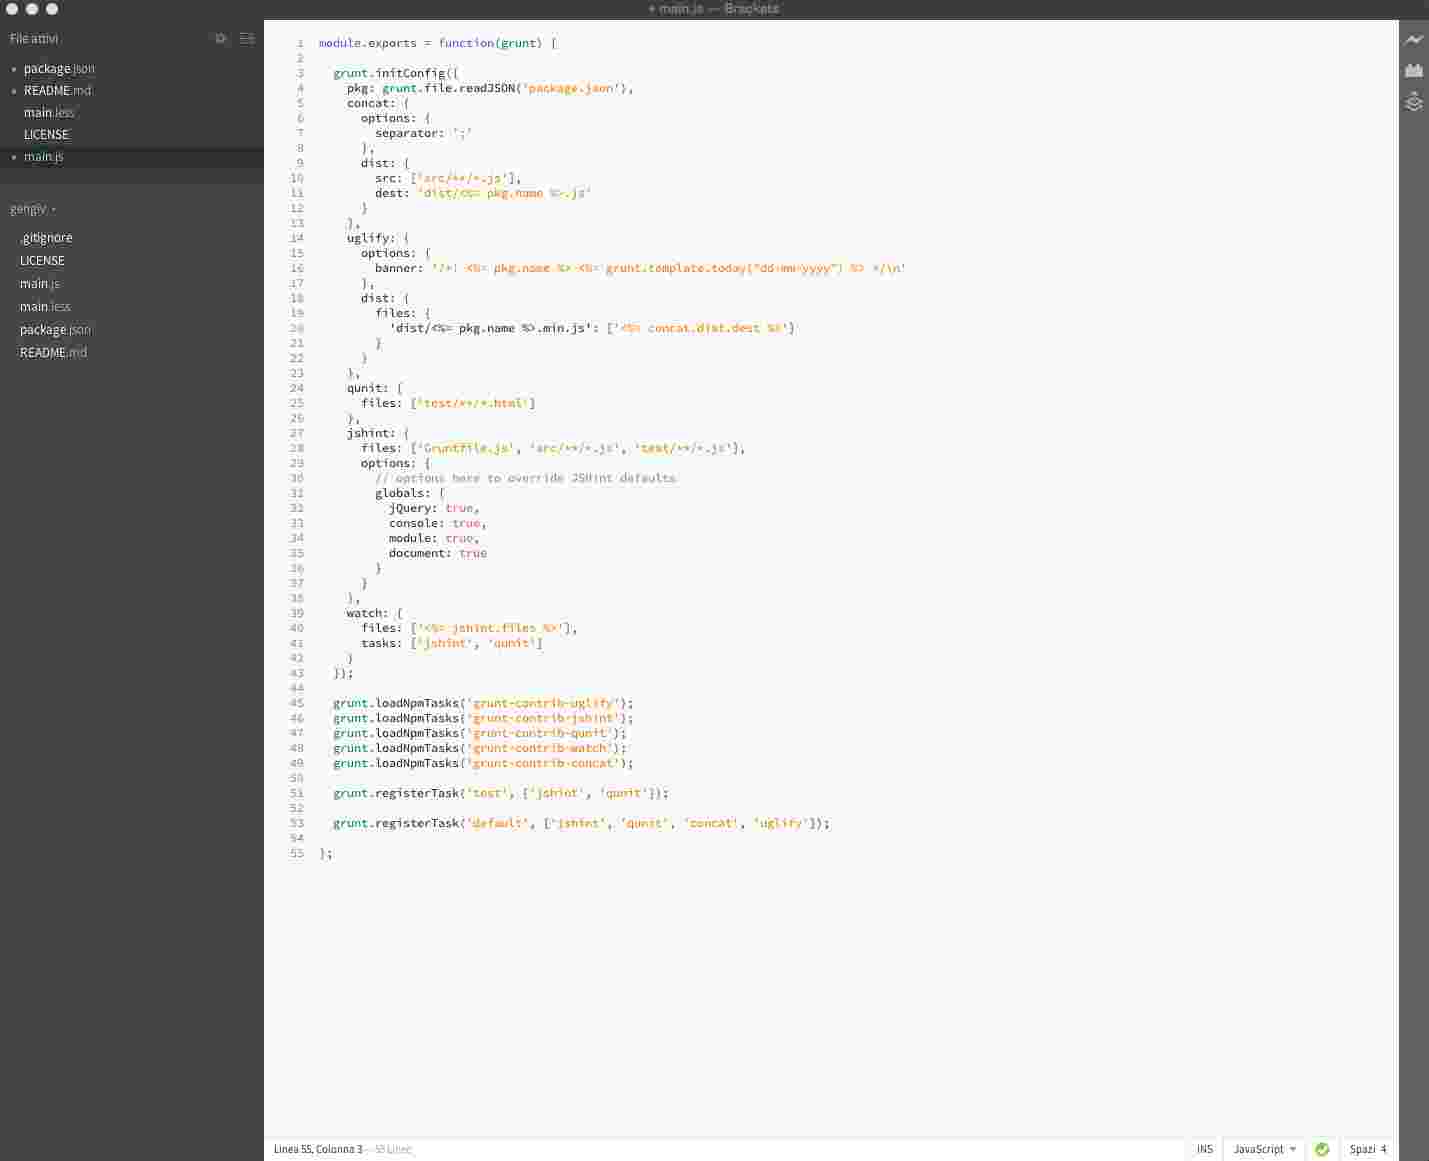 • main.js — Brackets
File attivi
• package.json
• README.md
main.less
LICENSE
• main.js
gengiv
.gitignore
LICENSE
main.js
main.less
package.json
README.md
1 module.exports = function(grunt) {
2
3 grunt.initConfig({
4 pkg: grunt.file.readJSON('package.json'),
5 concat: {
6 options: {
7 separator: ';'
8 },
9 dist: {
10 src: ['src/**/*.js'],
11 dest: 'dist/<%= pkg.name %>.js'
12 }
13 },
14 uglify: {
15 options: {
16 banner: '/*! <%= pkg.name %> <%= grunt.template.today("dd-mm-yyyy") %> */\n'
17 },
18 dist: {
19 files: {
20 'dist/<%= pkg.name %>.min.js': ['<%= concat.dist.dest %>']
21 }
22 }
23 },
24 qunit: {
25 files: ['test/**/*.html']
26 },
27 jshint: {
28 files: ['Gruntfile.js', 'src/**/*.js', 'test/**/*.js'],
29 options: {
30 // options here to override JSHint defaults
31 globals: {
32 jQuery: true,
33 console: true,
34 module: true,
35 document: true
36 }
37 }
38 },
39 watch: {
40 files: ['<%= jshint.files %>'],
41 tasks: ['jshint', 'qunit']
42 }
43 });
44
45 grunt.loadNpmTasks('grunt-contrib-uglify');
46 grunt.loadNpmTasks('grunt-contrib-jshint');
47 grunt.loadNpmTasks('grunt-contrib-qunit');
48 grunt.loadNpmTasks('grunt-contrib-watch');
49 grunt.loadNpmTasks('grunt-contrib-concat');
50
51 grunt.registerTask('test', ['jshint', 'qunit']);
52
53 grunt.registerTask('default', ['jshint', 'qunit', 'concat', 'uglify']);
54
55 };
Linea 55, Colonna 3 — Linee
INS JavaScript Spazi 4